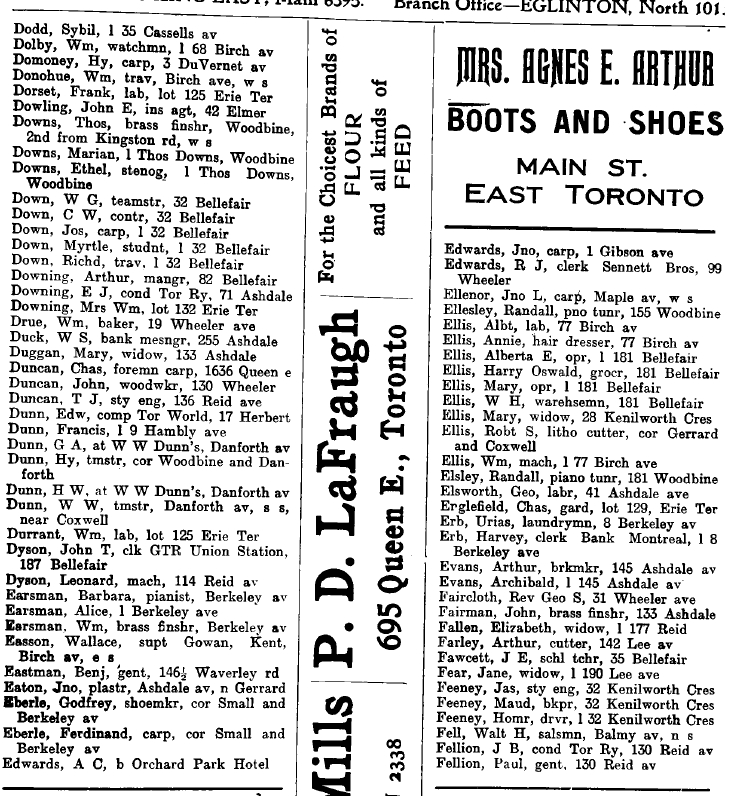 Main 6395. Branch Office—EGLINTON, North 101.
Dodd, Sybil, l 35 Cassells av
Dolby, Wm, watchmn, l 68 Birch av
Domoney, Hy, carp, 3 DuVernet av
Donohue, Wm, trav, Birch ave, w s
Dorset, Frank, lab, lot 125 Erie Ter
Dowling, John E, ins agt, 42 Elmer
Downs, Thos, brass finshr, Woodbine,
2nd from Kingston rd, w s
Downs, Marian, l Thos Downs, Woodbine
Downs, Ethel, stenog, l Thos Downs,
Woodbine
Down, W G, teamstr, 32 Bellefair
Down, C W, contr, 32 Bellefair
Down, Jos, carp, l 32 Bellefair
Down, Myrtle, studnt, l 32 Bellefair
Down, Richd, trav, l 32 Bellefair
Downing, Arthur, mangr, 82 Bellefair
Downing, E J, cond Tor Ry, 71 Ashdale
Downing, Mrs Wm, lot 132 Erie Ter
Drue, Wm, baker, 19 Wheeler ave
Duck, W S, bank mesngr, 255 Ashdale
Duggan, Mary, widow, 133 Ashdale
Duncan, Chas, foremn carp, 1636 Queen e
Duncan, John, woodwkr, 130 Wheeler
Duncan, T J, sty eng, 136 Reid ave
Dunn, Edw, comp Tor World, 17 Herbert
Dunn, Francis, l 9 Hambly ave
Dunn, G A, at W W Dunn's, Danforth av
Dunn, Hy, tmstr, cor Woodbine and Dan-
forth
Dunn, H W, at W W Dunn's, Danforth av
Dunn, W W, tmstr, Danforth av, s s,
near Coxwell
Durrant, Wm, lab, lot 125 Erie Ter
Dyson, John T, clk GTR Union Station,
187 Bellefair
Dyson, Leonard, mach, 114 Reid av
Earsman, Barbara, pianist, Berkeley av
Earsman, Alice, l Berkeley ave
Earsman, Wm, brass finshr, Berkeley av
Easson, Wallace, supt Gowan, Kent,
Birch av, e s
Eastman, Benj, gent, 146½ Waverley rd
Eaton, Jno, plastr, Ashdale av, n Gerrard
Eberle, Godfrey, shoemkr, cor Small and
Berkeley av
Eberle, Ferdinand, carp, cor Small and
Berkeley av
Edwards, A C, b Orchard Park Hotel
For the Choicest Brands of
FLOUR
and all kinds of
FEED
P. D. LaFraugh
695 Queen E., Toronto
Mills
2338
MRS. AGNES E. ARTHUR
BOOTS AND SHOES
MAIN ST.
EAST TORONTO
Edwards, Jno, carp, l Gibson ave
Edwards, R J, clerk Sennett Bros, 99
Wheeler
Ellenor, Jno L, carp, Maple av, w s
Ellesley, Randall, pno tunr, 155 Woodbine
Ellis, Albt, lab, 77 Birch av
Ellis, Annie, hair dresser, 77 Birch av
Ellis, Alberta E, opr, l 181 Bellefair
Ellis, Harry Oswald, grocr, 181 Bellefair
Ellis, Mary, opr, l 181 Bellefair
Ellis, W H, warehsemn, 181 Bellefair
Ellis, Mary, widow, 28 Kenilworth Cres
Ellis, Robt S, litho cutter, cor Gerrard
and Coxwell
Ellis, Wm, mach, l 77 Birch ave
Elsley, Randall, piano tunr, 181 Woodbine
Elsworth, Geo, labr, 41 Ashdale ave
Erglefield, Chas, gard, lot 129, Erie Ter
Erb, Urias, laundrymn, 8 Berkeley av
Erb, Harvey, clerk Bank Montreal, l 8
Berkeley ave
Evans, Arthur, brkmkr, 145 Ashdale av
Evans, Archibald, l 145 Ashdale av
Faircloth, Rev Geo S, 31 Wheeler ave
Fairman, John, brass finshr, 133 Ashdale
Fallen, Elizabeth, widow, l 177 Reid
Farley, Arthur, cutter, 142 Lee av
Fawcett, J E, schl tchr, 35 Bellefair
Fear, Jane, widow, l 190 Lee ave
Feeney, Jas, sty eng, 32 Kenilworth Cres
Feeney, Maud, bkpr, 32 Kenilworth Cres
Feeney, Homr, drvr, l 32 Kenilworth Cres
Fell, Walt H, salsmn, Balmy av, n s
Fellion, J B, cond Tor Ry, 130 Reid av
Fellion, Paul, gent, 130 Reid av